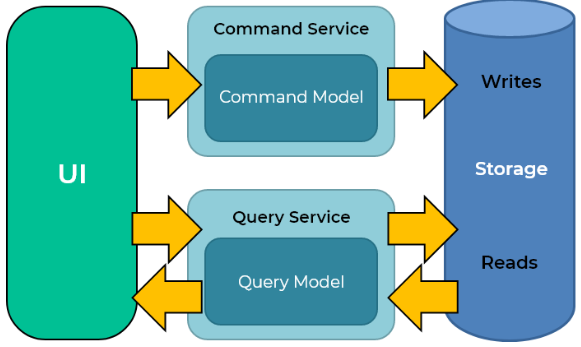 Command Service
Command Model
Writes
UI
Storage
Query Service
Query Model
Reads